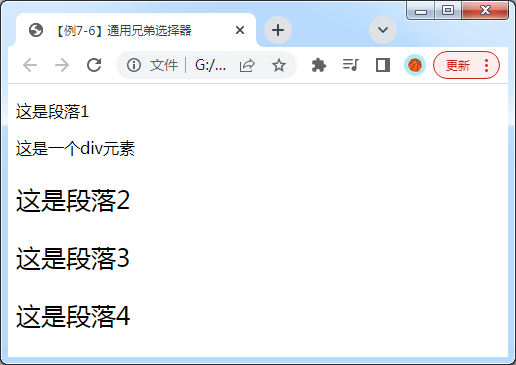 【例7-6】通用兄弟选择器
文件 G:/... 更新
这是段落1
这是一个div元素
这是段落2
这是段落3
这是段落4